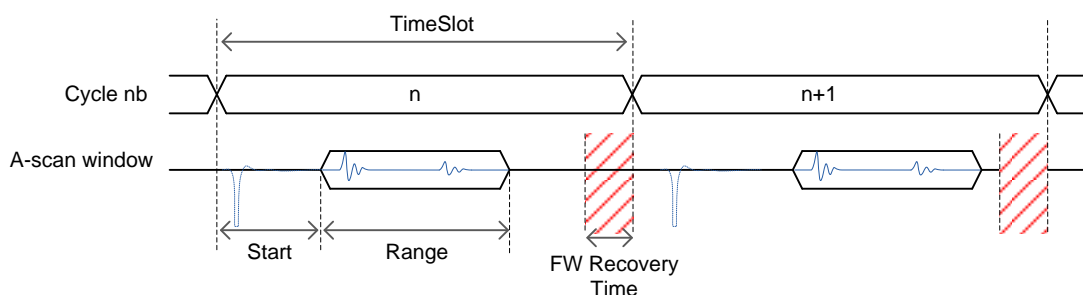 TimeSlot
Cycle nb
n
n+1
A-scan window
Start
Range
FW Recovery
Time